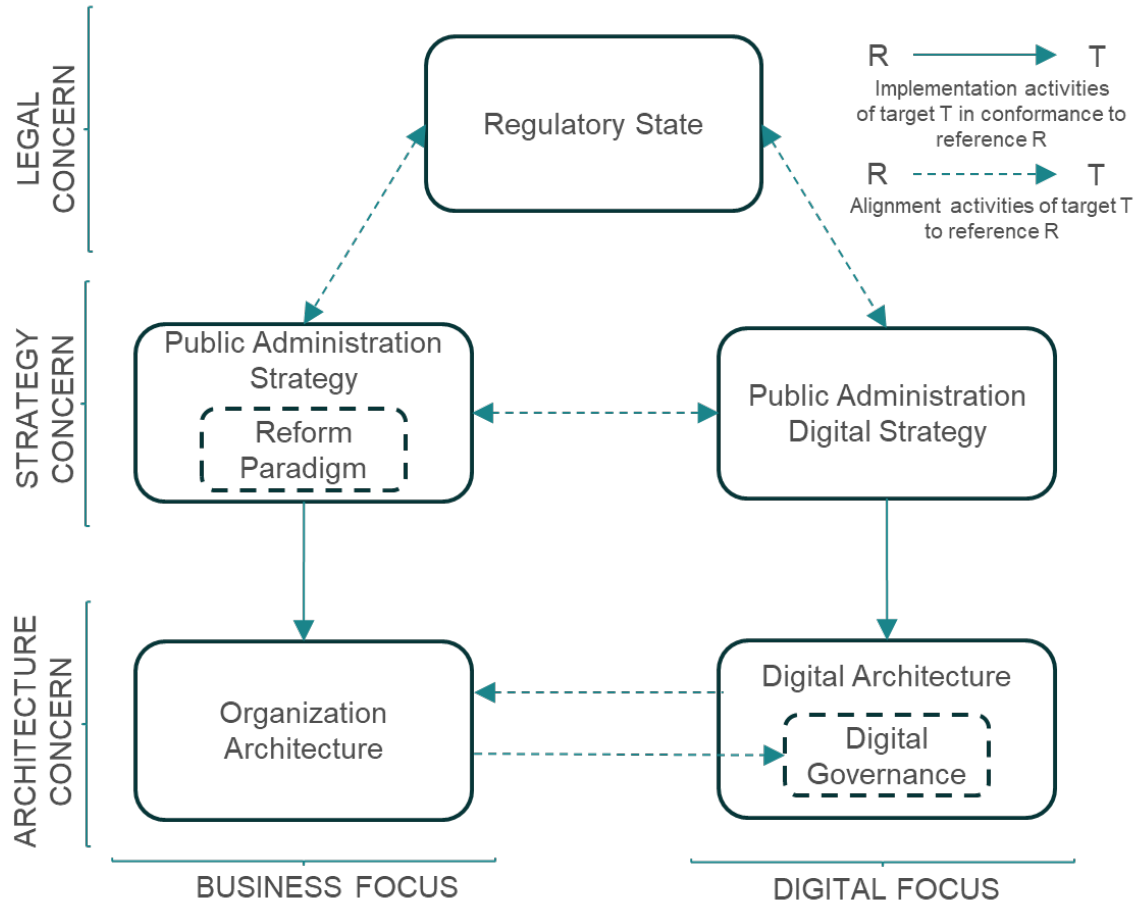 LEGAL
CONCERN
Regulatory State
R T
Implementation activities
of target T in conformance to
reference R
R T
Alignment activities of target T
to reference R
STRATEGY
CONCERN
Public Administration
Strategy
Reform
Paradigm
Public Administration
Digital Strategy
ARCHITECTURE
CONCERN
Organization
Architecture
Digital Architecture
Digital
Governance
BUSINESS FOCUS
DIGITAL FOCUS